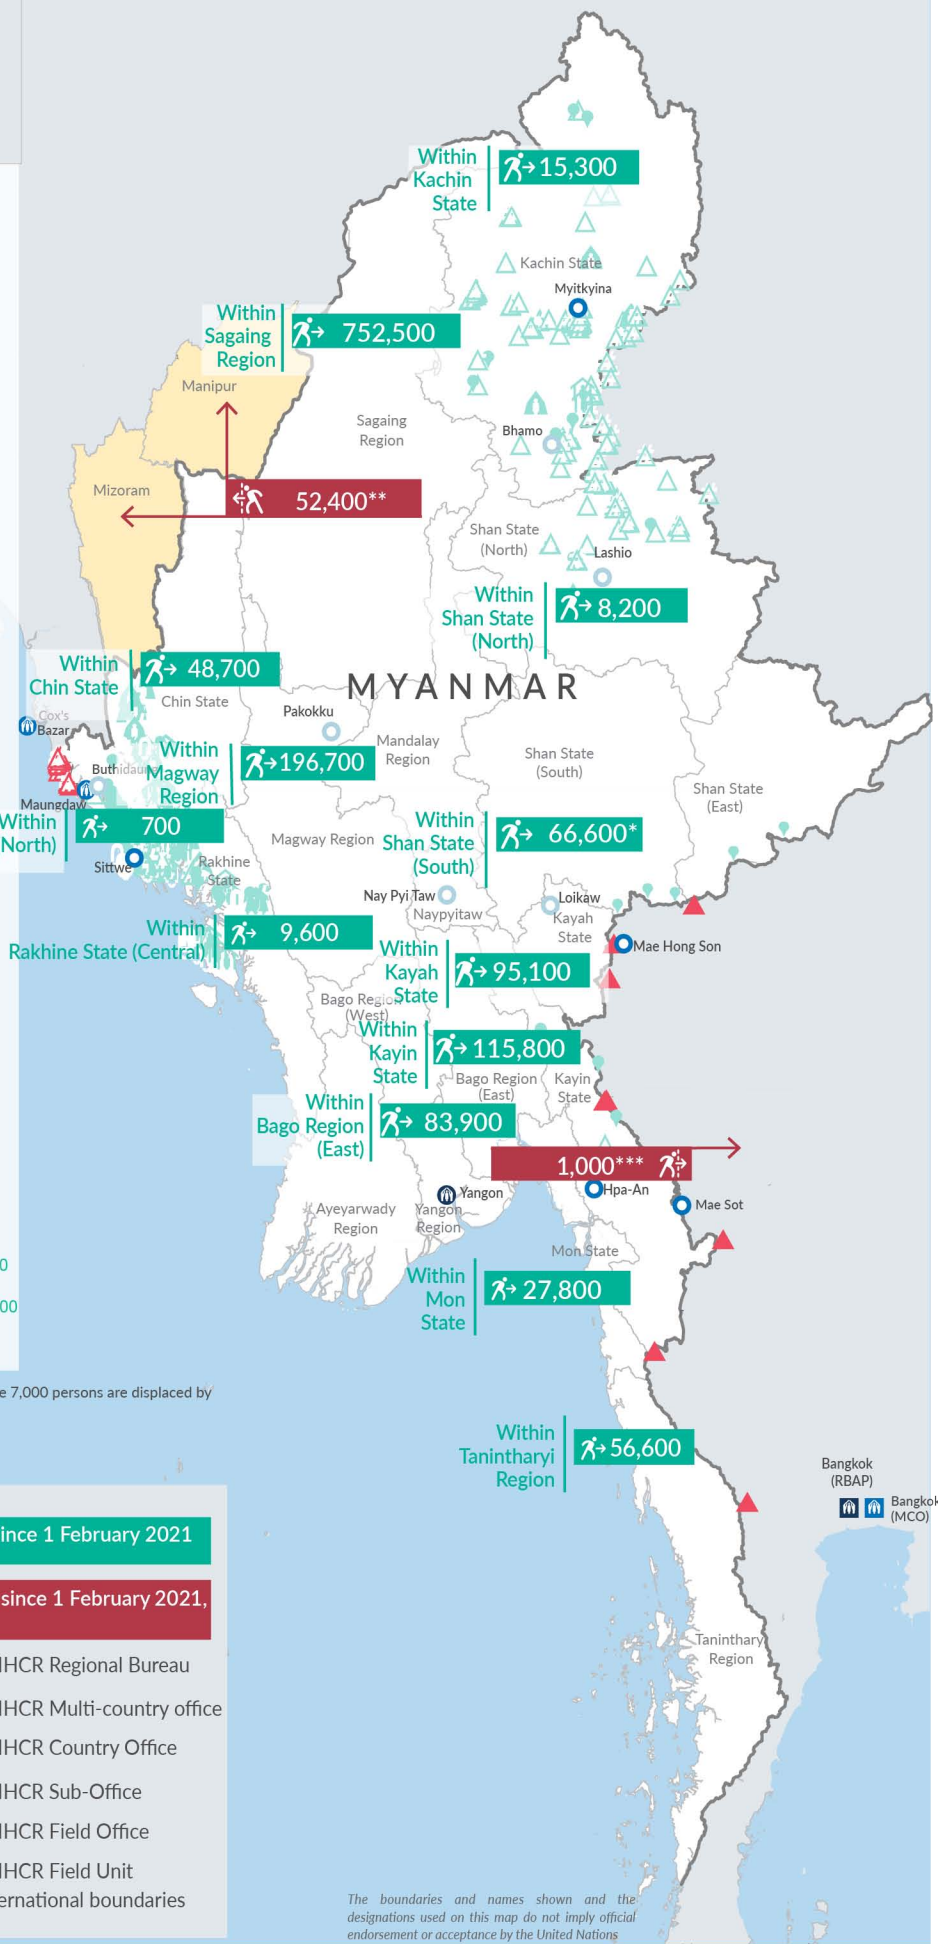 Within
Kachin
State
15,300
Kachin State
Myitkyina
Within
Sagaing
Region
752,500
Manipur
Sagaing
Region
Bhamo
Mizoram
52,400**
Shan State
(North)
Lashio
Within
Shan State
(North)
8,200
Within
Chin State
48,700
Chin State
MYANMAR
Pakokku
Cox's
Bazar
Mandalay
Region
Within
Magway
Region
196,700
Shan State
(South)
Shan State
(East)
Buthidaung
Maungdaw
Within
North)
700
Magway Region
Within
Shan State
(South)
66,600*
Sittwe
Rakhine
State
Nay Pyi Taw
Naypyitaw
Loikaw
Kayah
State
Within
Rakhine State (Central)
9,600
Mae Hong Son
Within
Kayah
State
95,100
Bago Region
(West)
Within
Kayin
State
115,800
Bago Region
(East)
Kayin
State
Within
Bago Region
(East)
83,900
1,000***
Hpa-An
Yangon
Mae Sot
Ayeyarwady
Region
Yangon
Region
Mon State
0
00
Within
Mon
State
27,800
e 7,000 persons are displaced by
Within
Tanintharyi
Region
56,600
Bangkok
(RBAP)
Bangkok
(MCO)
ince 1 February 2021
since 1 February 2021,
Taninthary
Region
HCR Regional Bureau
HCR Multi-country office
HCR Country Office
HCR Sub-Office
HCR Field Office
HCR Field Unit
ernational boundaries
The boundaries and names shown and the
designations used on this map do not imply official
endorsement or acceptance by the United Nations